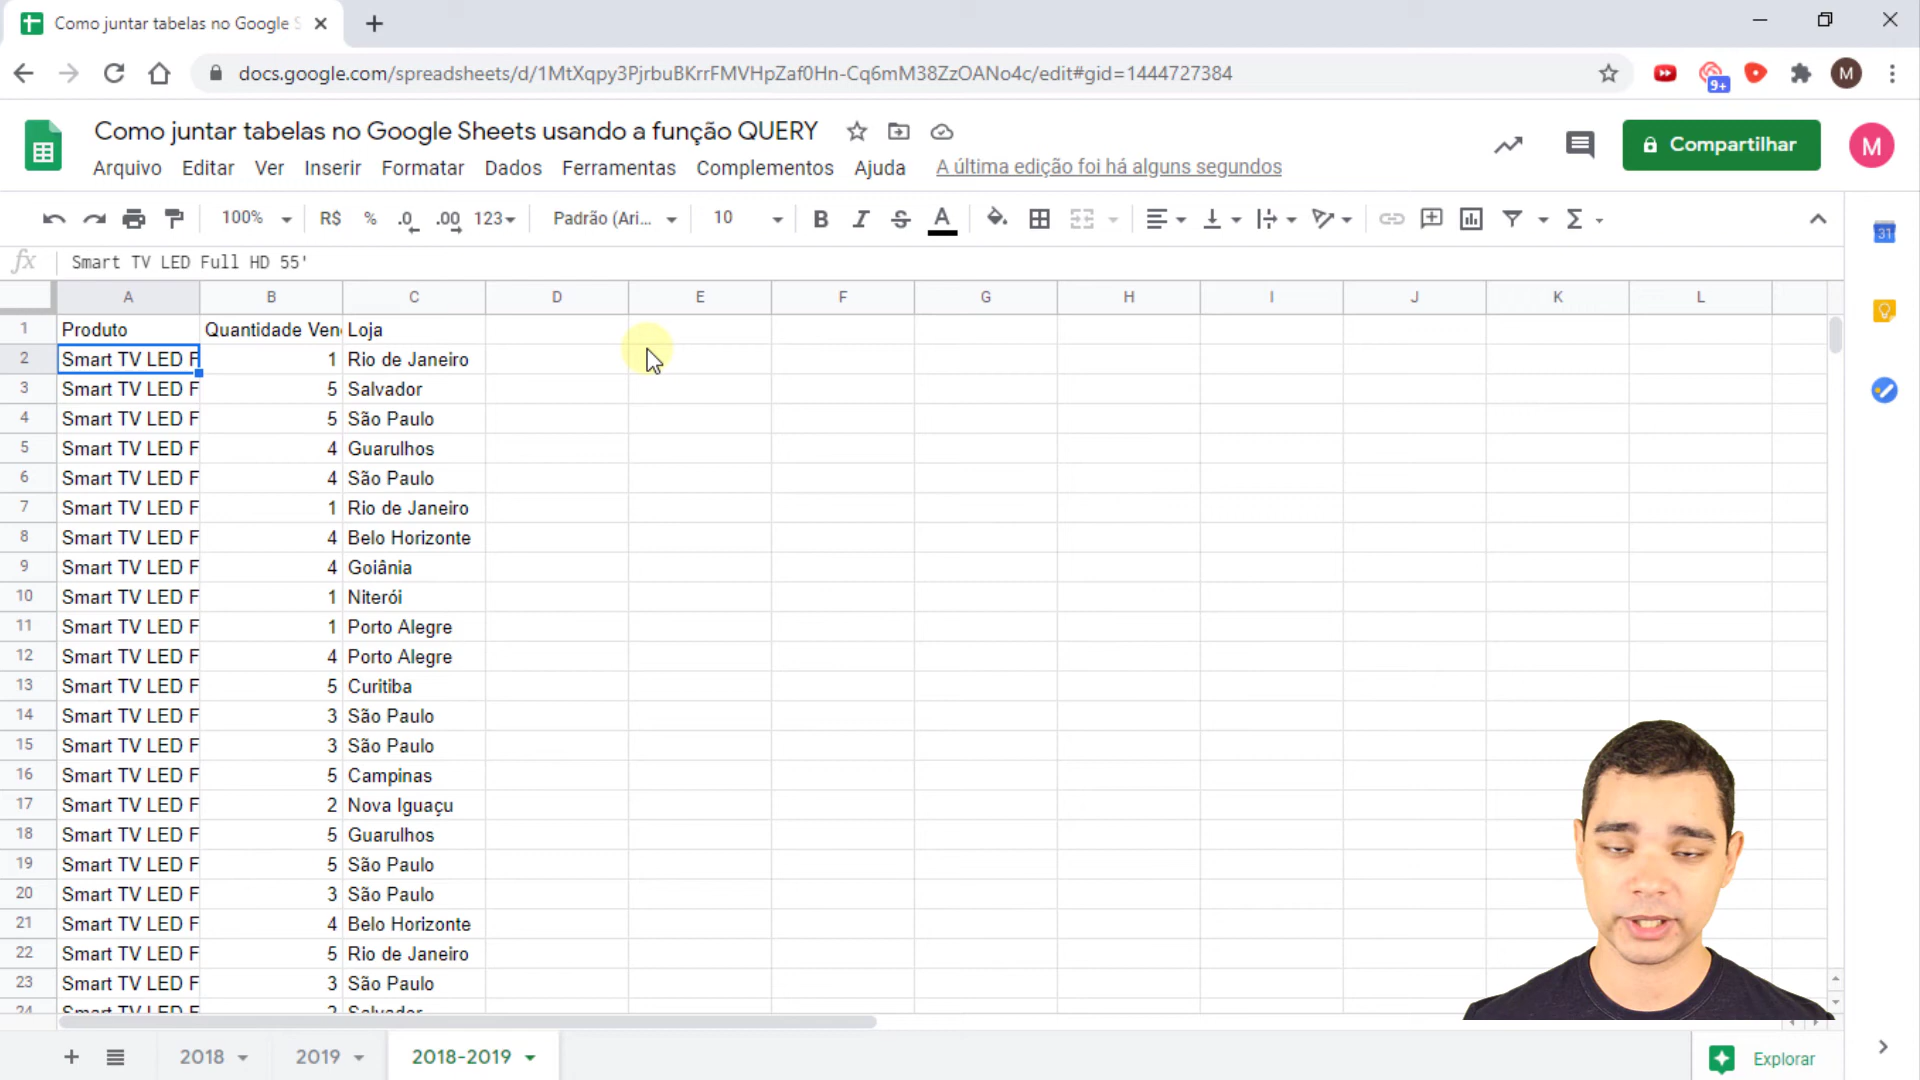 Como juntar tabelas no Google S
docs.google.com/spreadsheets/d/1MtXqpy3PjrbuBKrrFMVHpZaf0Hn-Cq6mM38ZzOANo4c/edit#gid=1444727384
9+
M
Como juntar tabelas no Google Sheets usando a função QUERY
Compartilhar
M
Arquivo Editar Ver Inserir Formatar Dados Ferramentas Complementos Ajuda A última edição foi há alguns segundos
100% R$ % .0 .00 123 Padrão (Ari... 10 B I S A Σ
31
fx Smart TV LED Full HD 55'
A B C D E F G H I J K L
1 Produto Quantidade Ven Loja
2 Smart TV LED F 1 Rio de Janeiro
3 Smart TV LED F 5 Salvador
4 Smart TV LED F 5 São Paulo
5 Smart TV LED F 4 Guarulhos
6 Smart TV LED F 4 São Paulo
7 Smart TV LED F 1 Rio de Janeiro
8 Smart TV LED F 4 Belo Horizonte
9 Smart TV LED F 4 Goiânia
10 Smart TV LED F 1 Niterói
11 Smart TV LED F 1 Porto Alegre
12 Smart TV LED F 4 Porto Alegre
13 Smart TV LED F 5 Curitiba
14 Smart TV LED F 3 São Paulo
15 Smart TV LED F 3 São Paulo
16 Smart TV LED F 5 Campinas
17 Smart TV LED F 2 Nova Iguaçu
18 Smart TV LED F 5 Guarulhos
19 Smart TV LED F 5 São Paulo
20 Smart TV LED F 3 São Paulo
21 Smart TV LED F 4 Belo Horizonte
22 Smart TV LED F 5 Rio de Janeiro
23 Smart TV LED F 3 São Paulo
24 Smart TV LED F 2 Salvador
2018 2019 2018-2019 Explorar